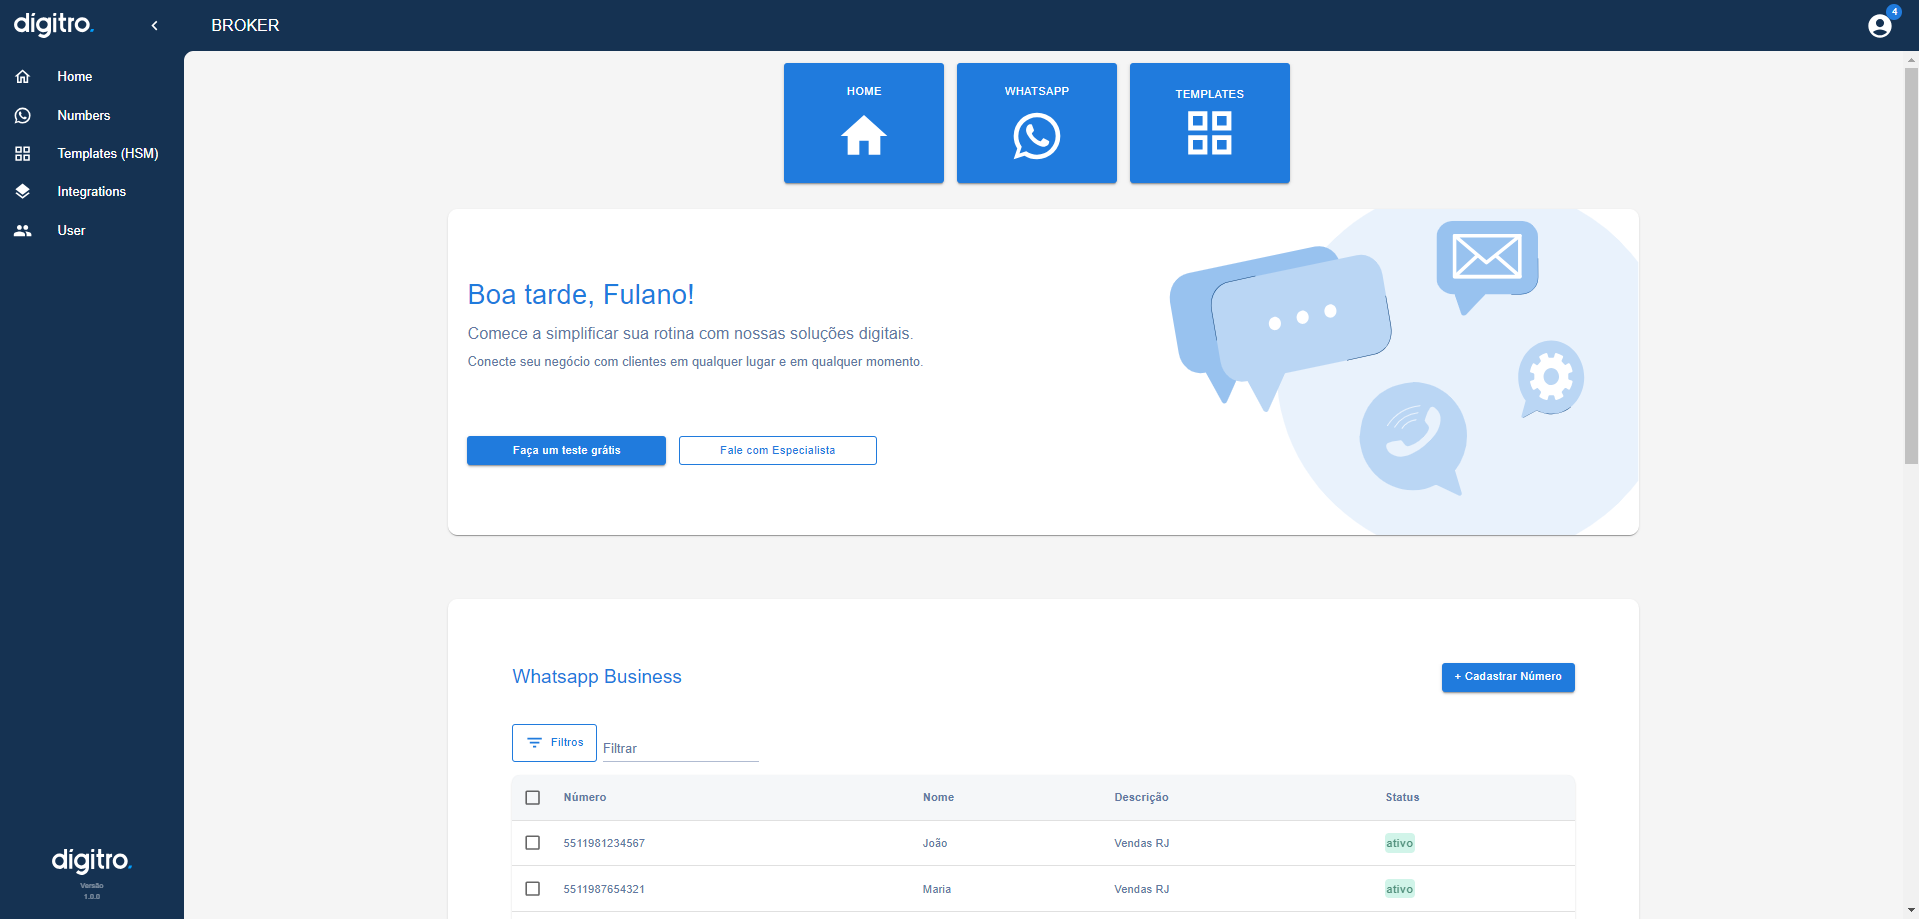 dígitro.
BROKER
4
Home
Numbers
Templates (HSM)
Integrations
User
HOME
WHATSAPP
TEMPLATES
Boa tarde, Fulano!
Comece a simplificar sua rotina com nossas soluções digitais.
Conecte seu negócio com clientes em qualquer lugar e em qualquer momento.
Faça um teste grátis
Fale com Especialista
Whatsapp Business
+ Cadastrar Número
Filtros
Filtrar
Número Nome Descrição Status
5511981234567 João Vendas RJ ativo
5511987654321 Maria Vendas RJ ativo
dígitro.
Versão
1.0.0